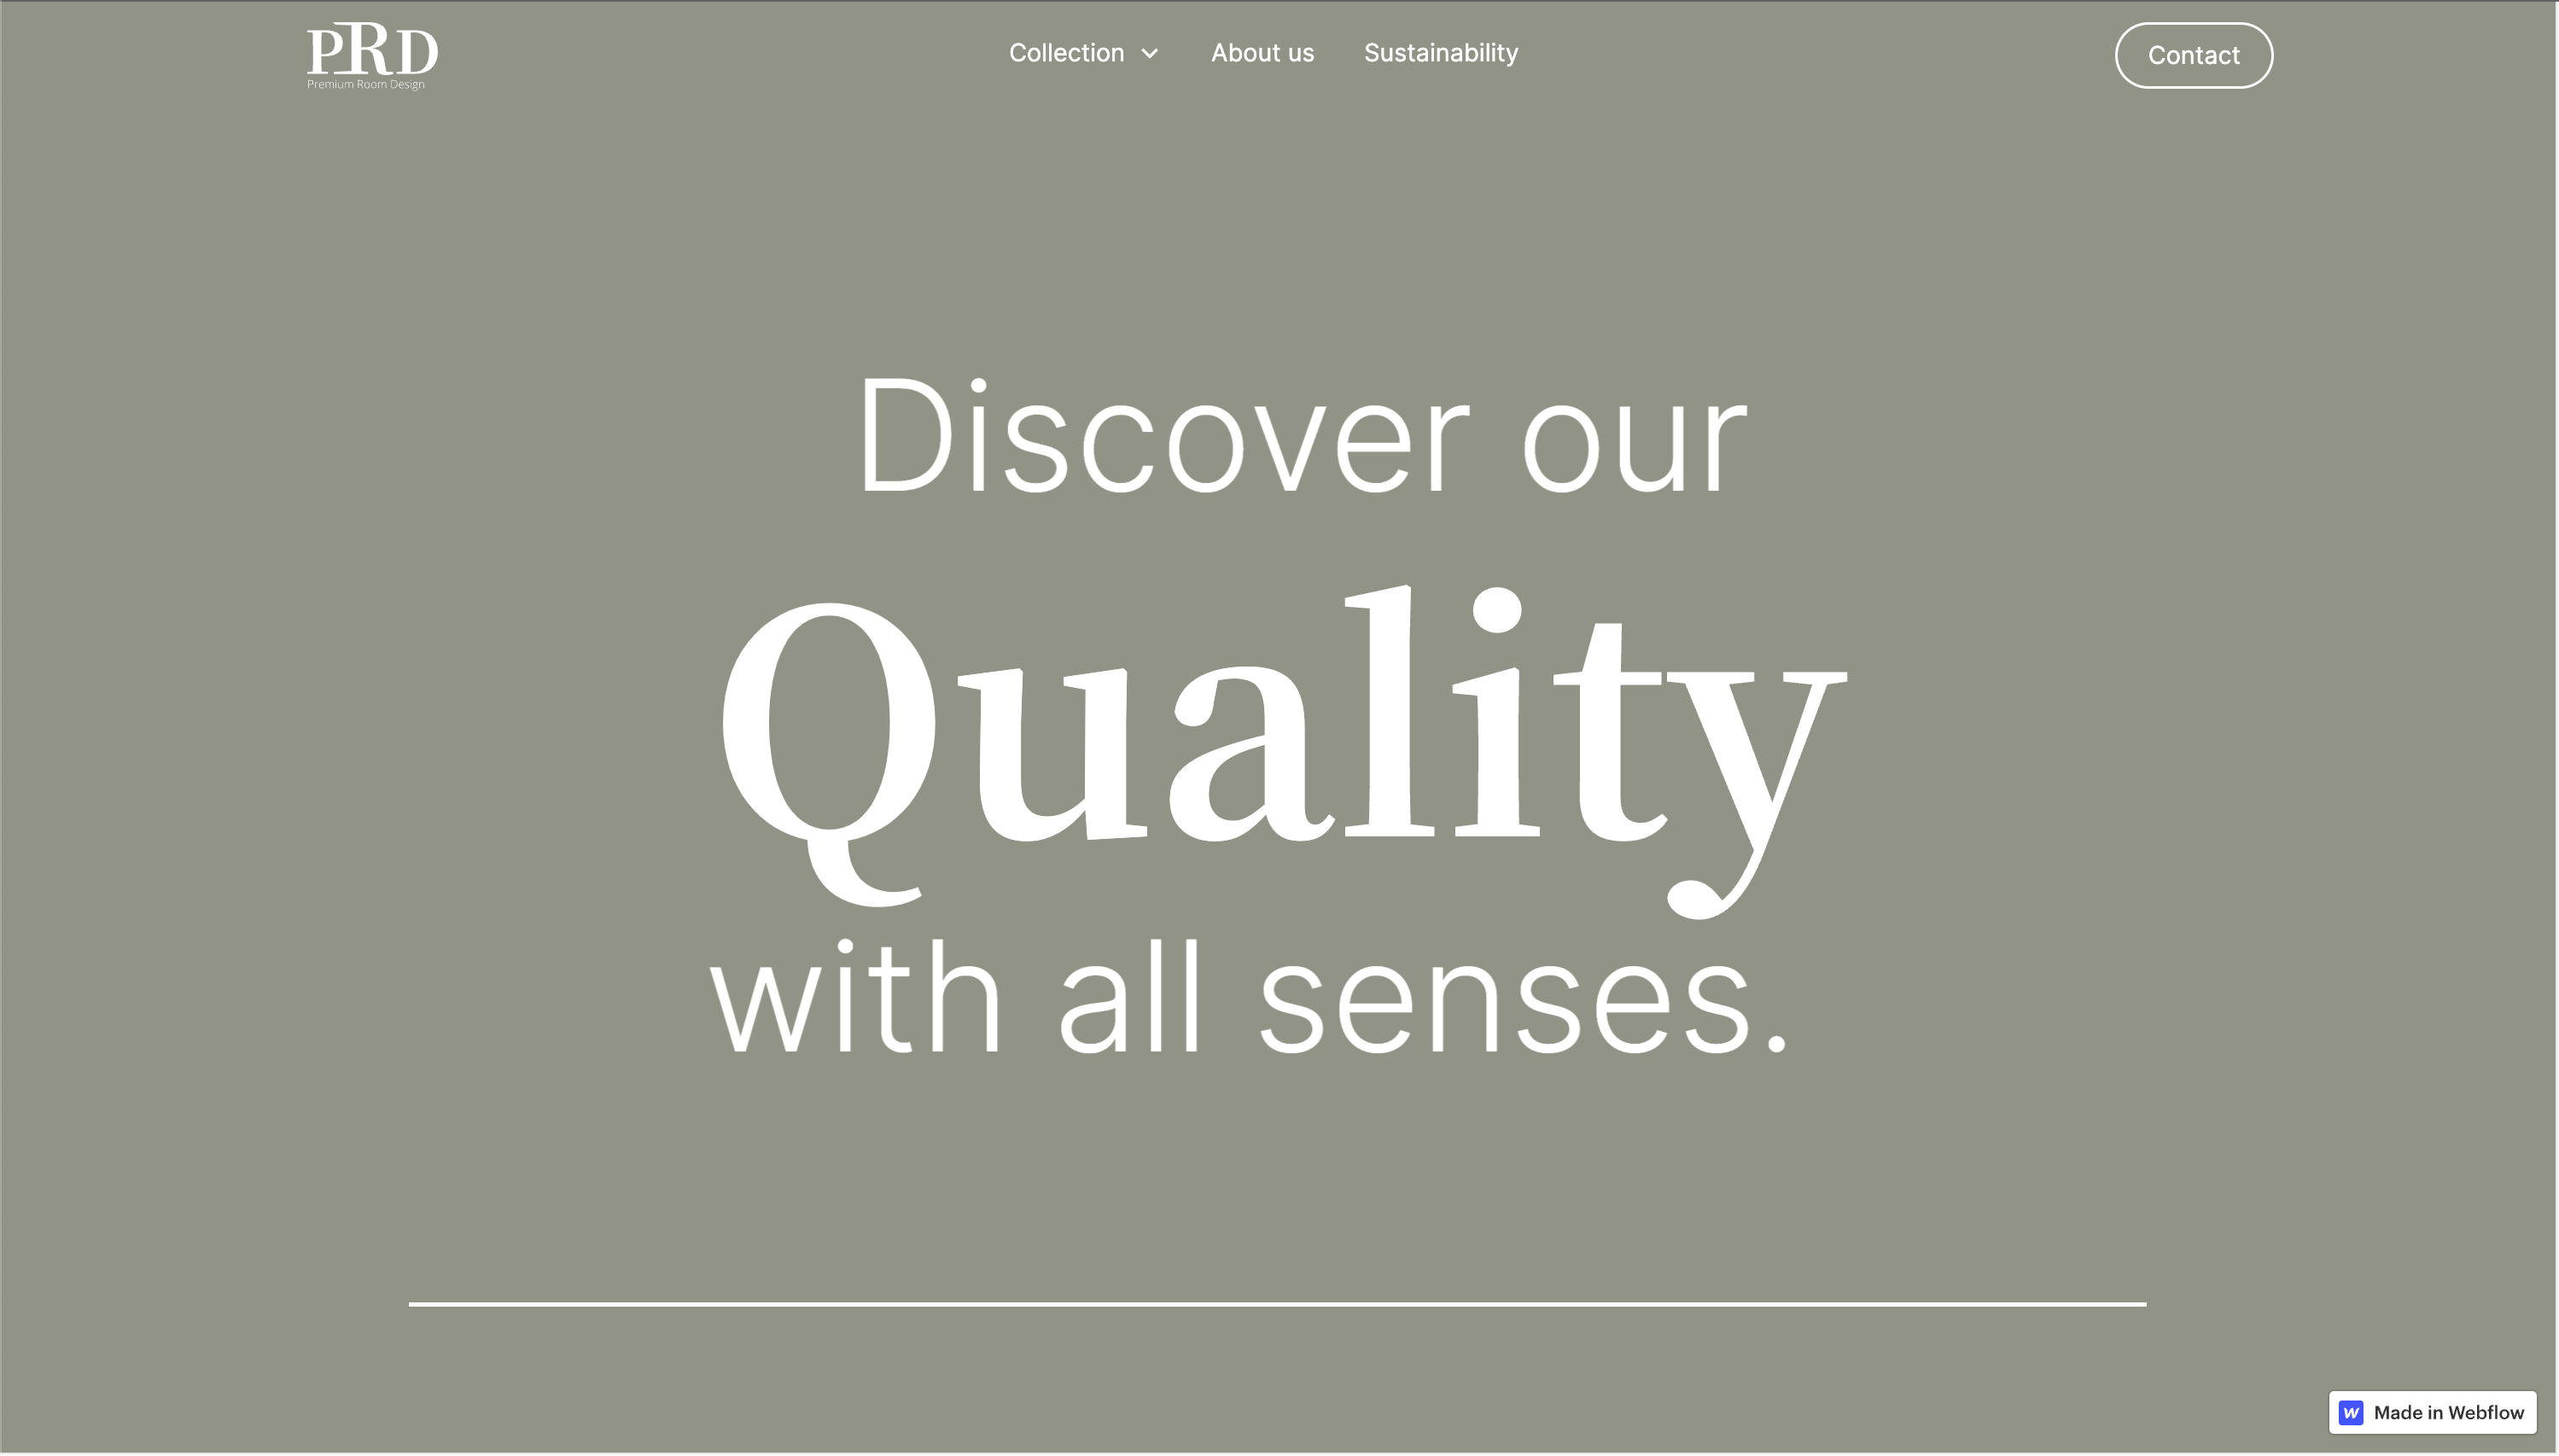 PRD
Premium Room Design
Collection
About us
Sustainability
Contact
Discover our
Quality
with all senses.
Made in Webflow